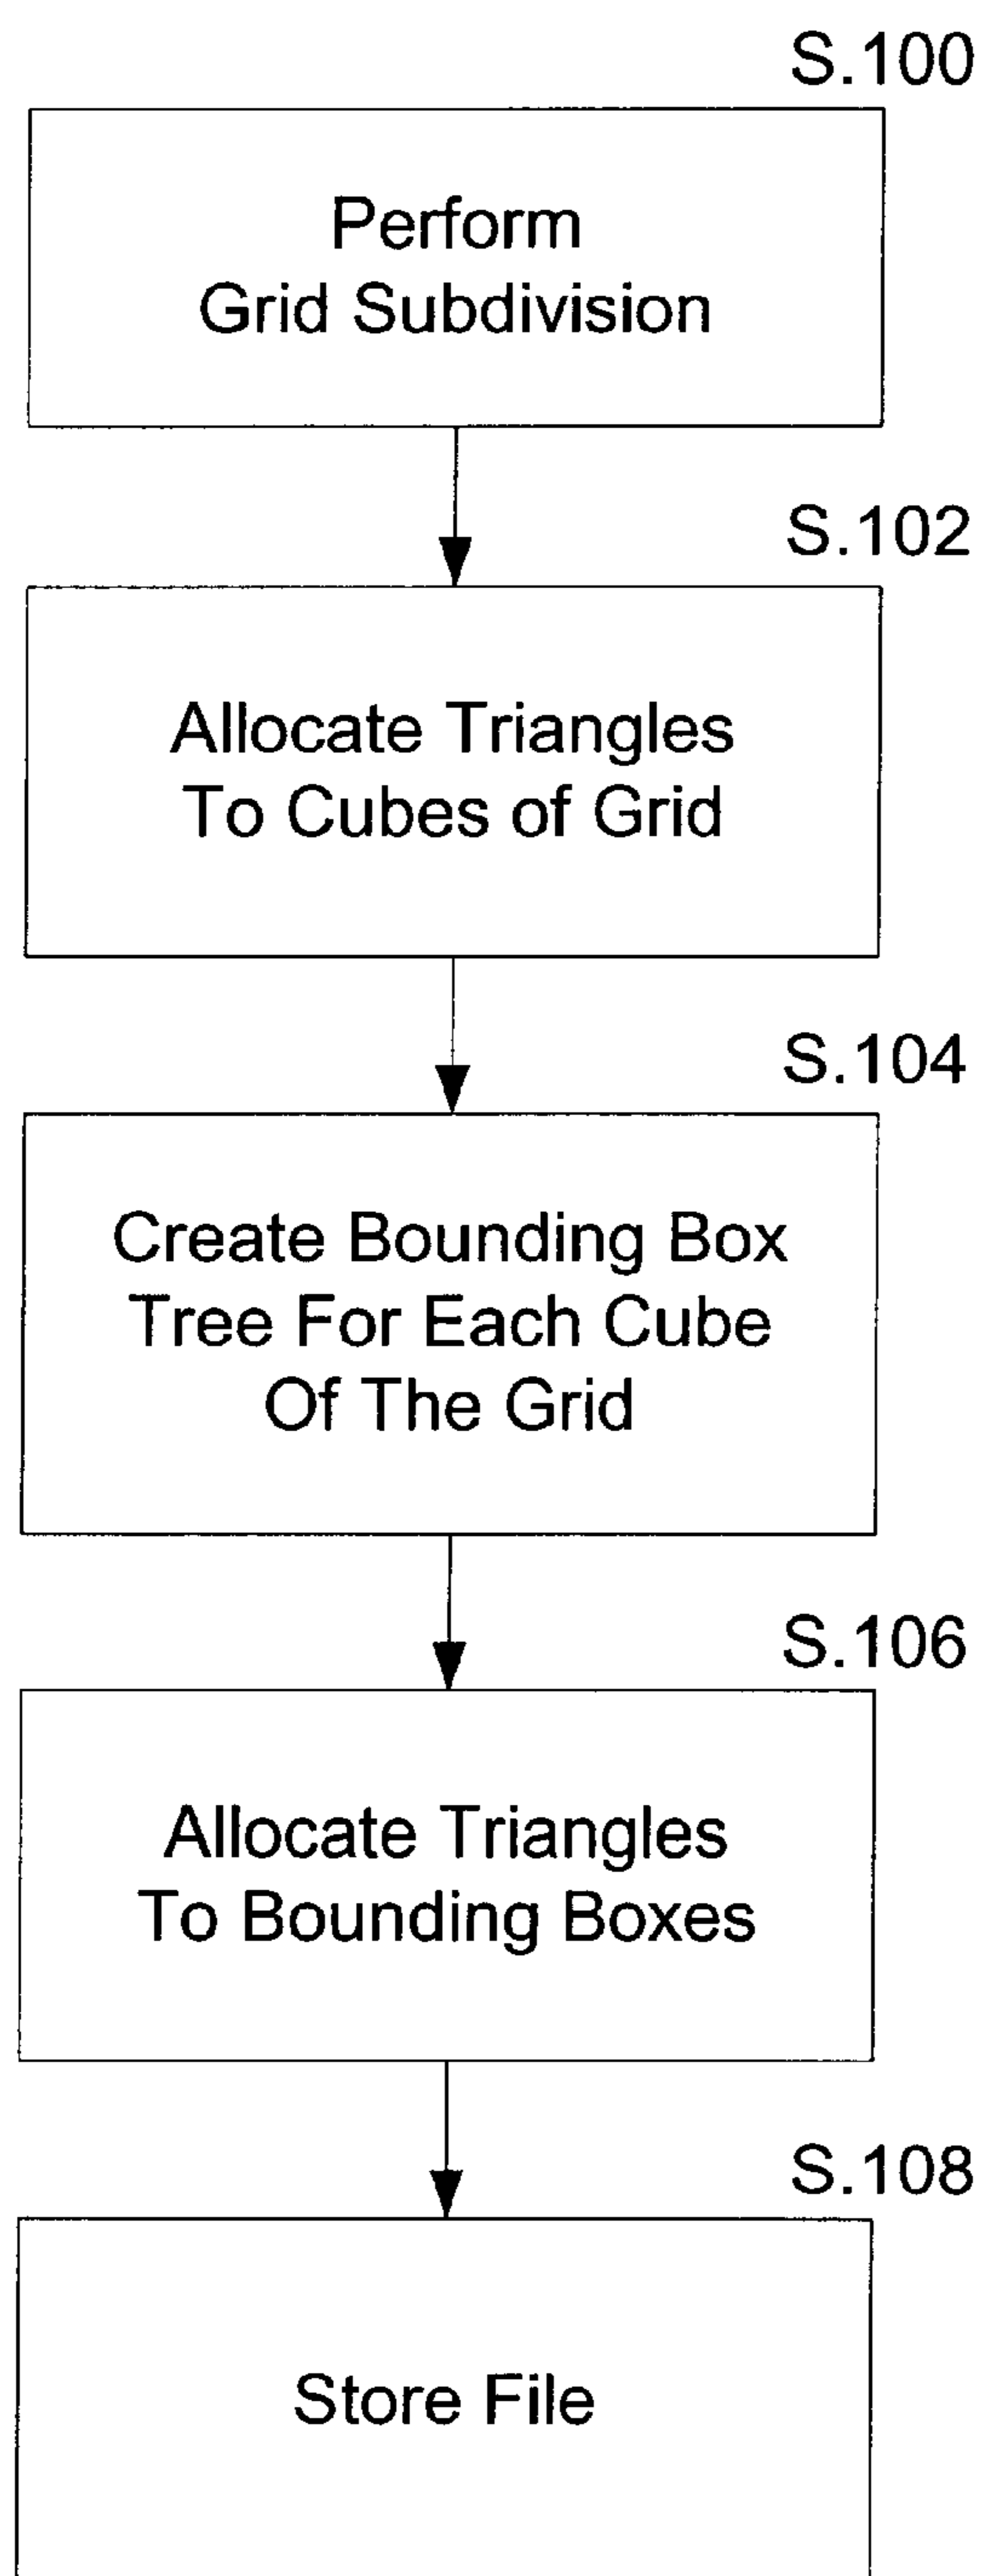 S.100
Perform
Grid Subdivision
S.102
Allocate Triangles
To Cubes of Grid
S.104
Create Bounding Box
Tree For Each Cube
Of The Grid
S.106
Allocate Triangles
To Bounding Boxes
S.108
Store File